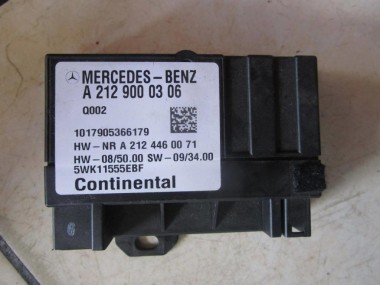 MERCEDES-BENZ
A 212 900 03 06
Q002
1017905366179
HW-NR A 212 446 00 71
HW-08/50.00 SW-09/34.00
5WK11555EBF
Continental